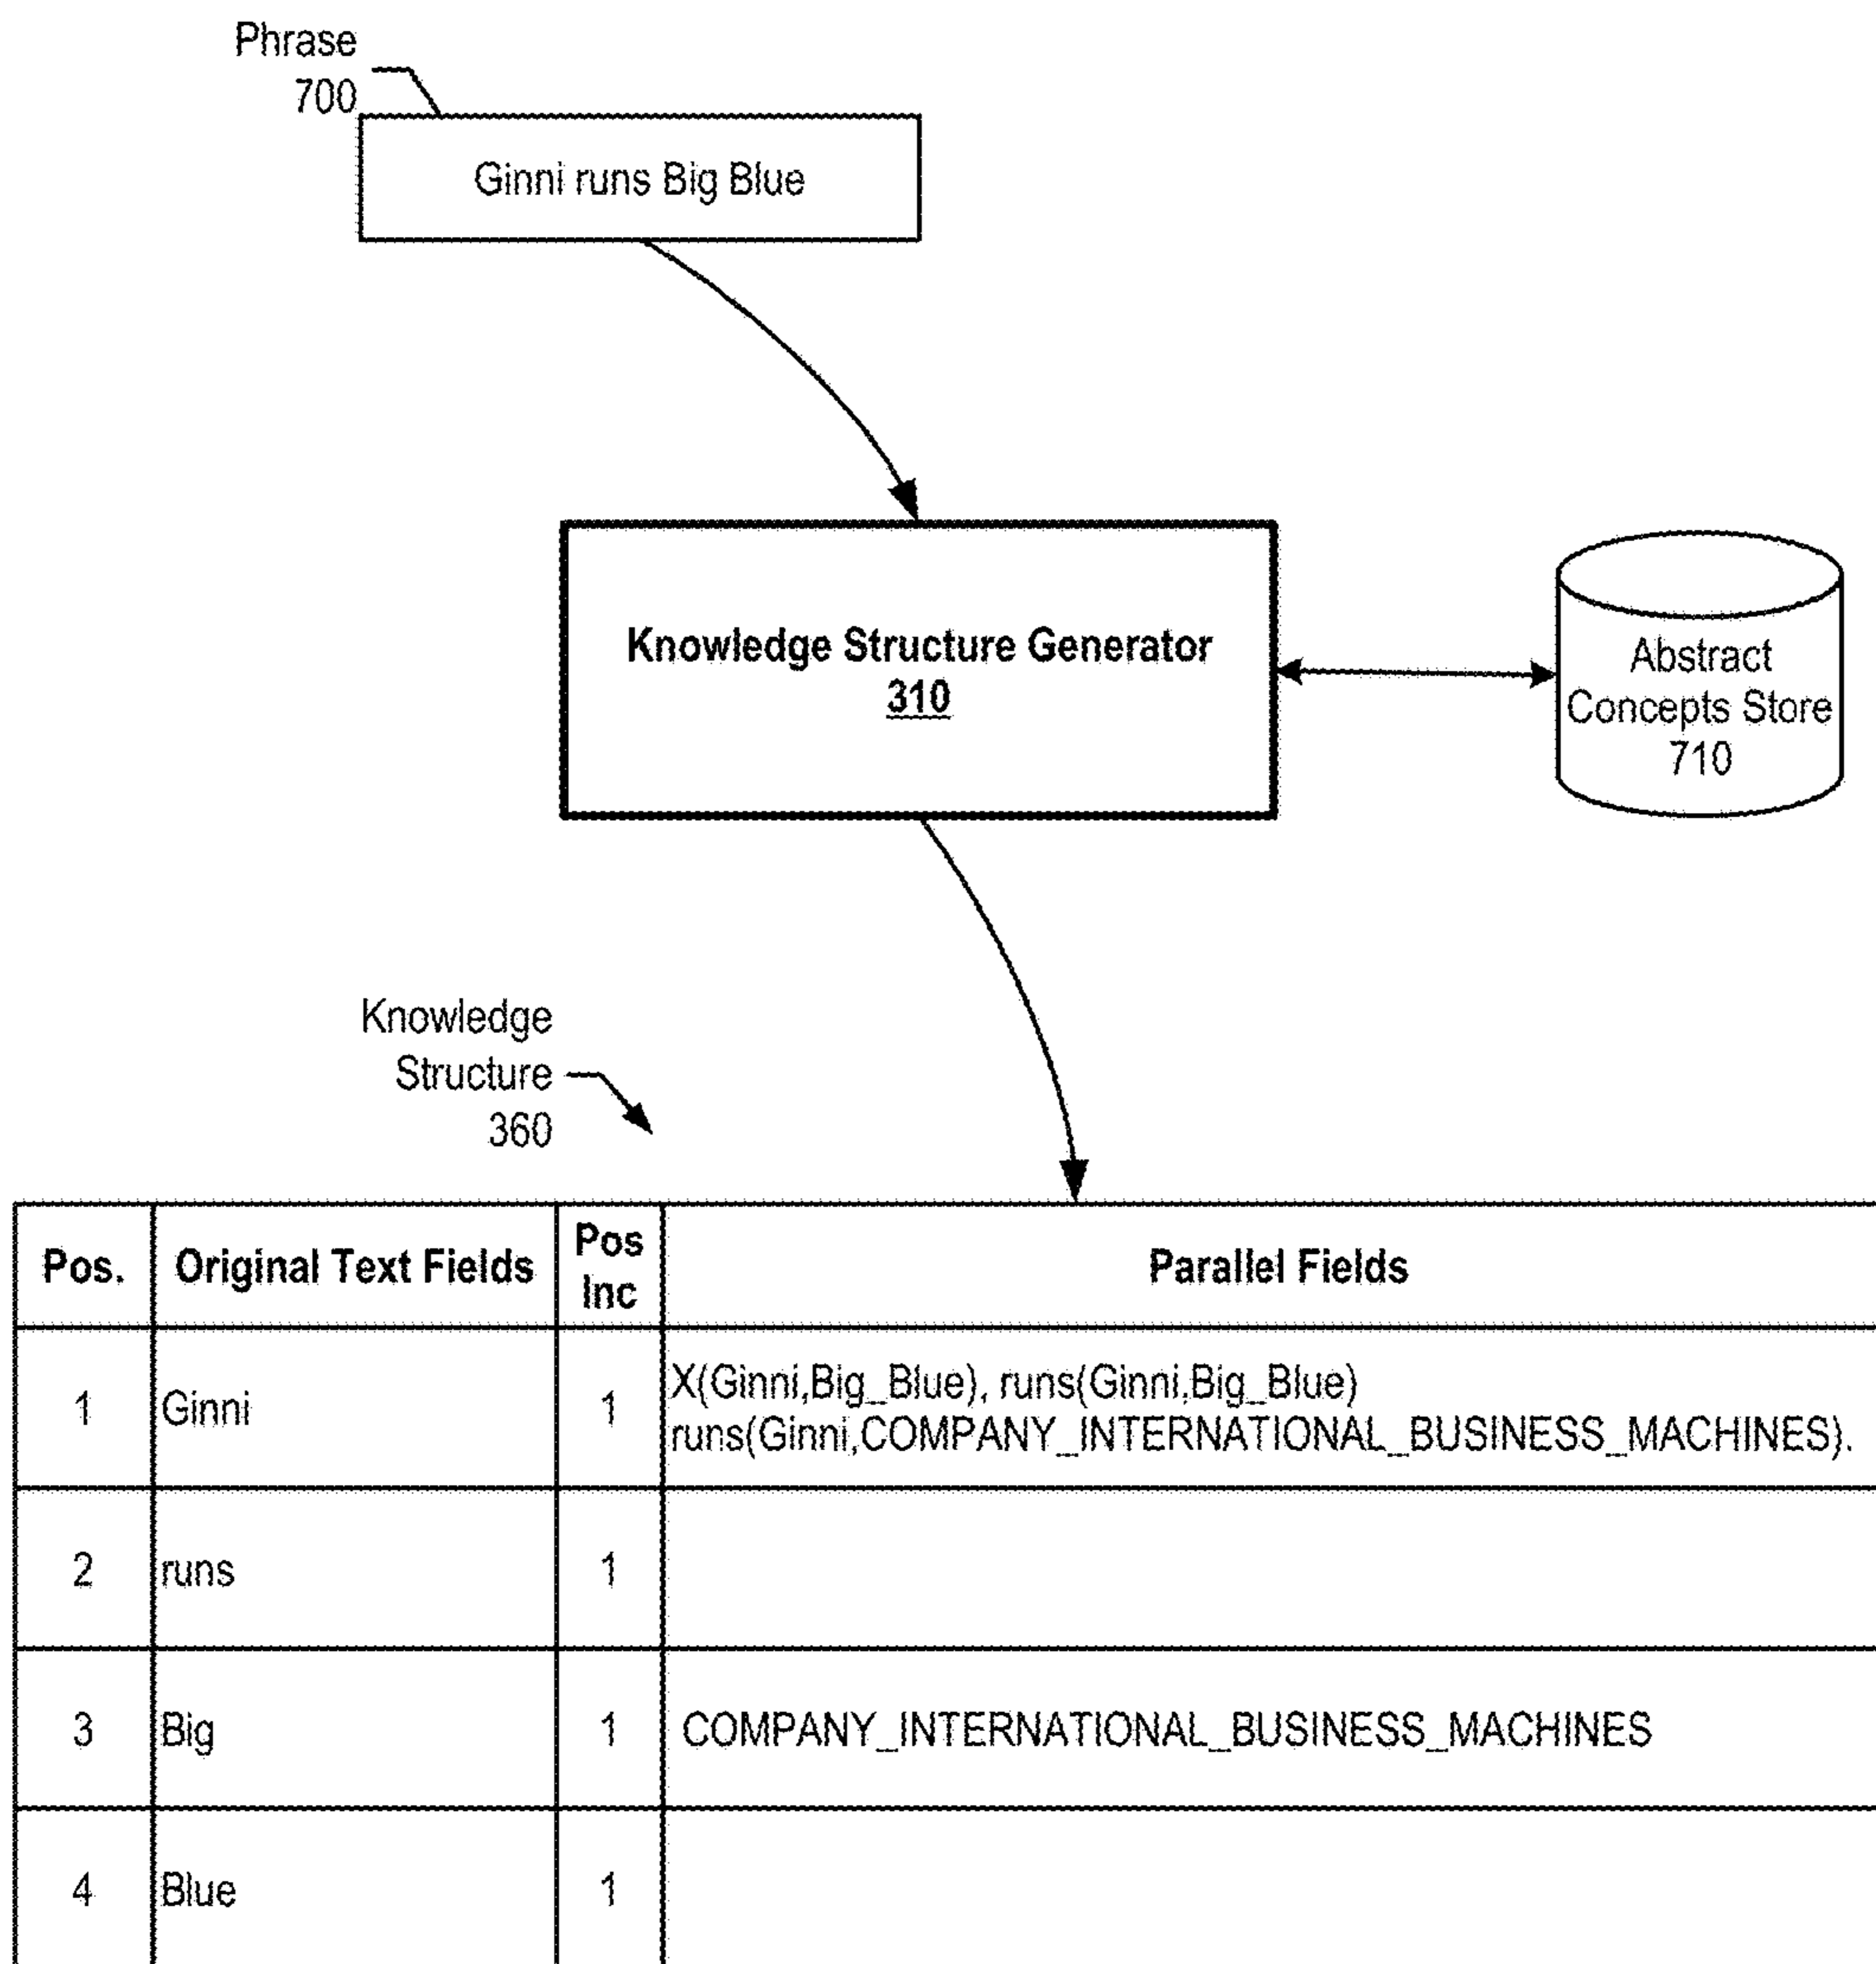 Phrase
700
Ginni runs Big Blue
Knowledge Structure Generator
310
Abstract
Concepts Store
710
Knowledge
Structure
360
Pos. Original Text Fields Pos Inc Parallel Fields
1 Ginni 1 X(Ginni,Big_Blue), runs(Ginni,Big_Blue)
runs(Ginni,COMPANY_INTERNATIONAL_BUSINESS_MACHINES).
2 runs 1
3 Big 1 COMPANY_INTERNATIONAL_BUSINESS_MACHINES
4 Blue 1